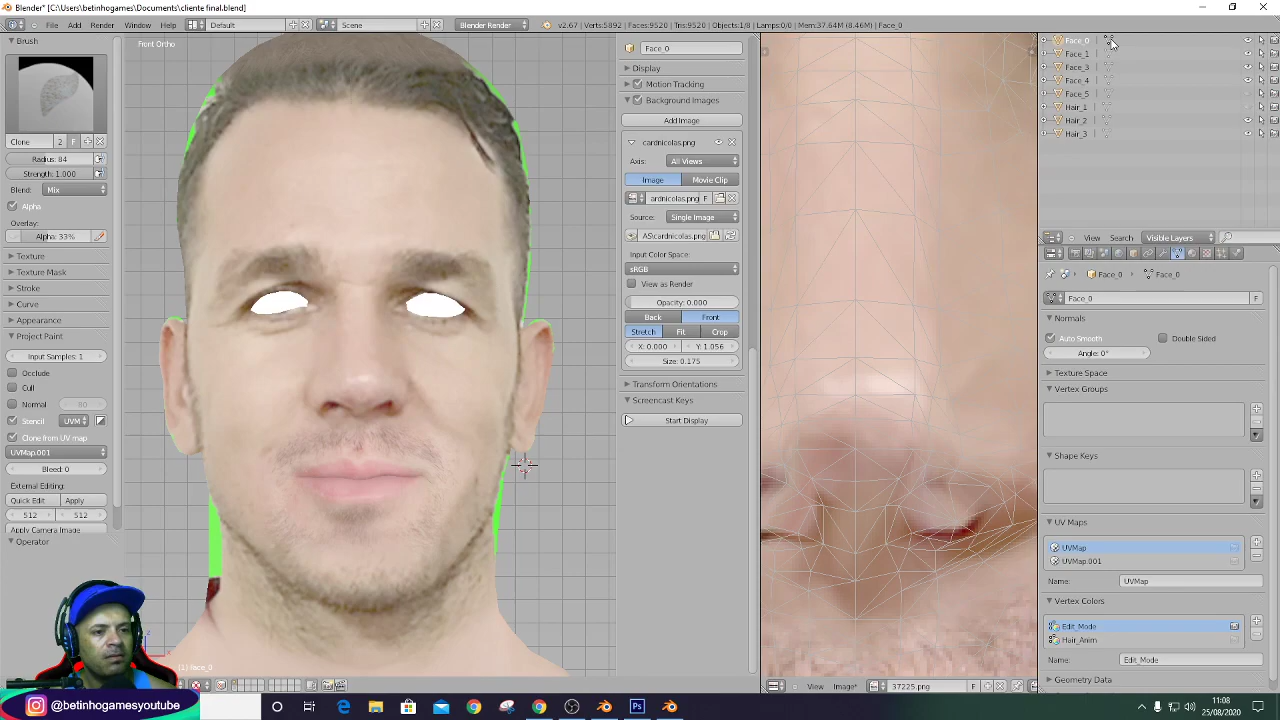 Blender* [C:\Users\betinhogames\Documents\cliente final.blend]
File Add Render Window Help Default Scene Blender Render v2.67 | Verts:5892 | Faces:9520 | Tris:9520 | Objects:1/8 | Lamps:0/0 | Mem:37.64M (8.46M) | Face_0
Brush
Clone 2 F
Radius: 84
Strength: 1.000
Blend: Mix
Alpha
Overlay:
Alpha: 33%
Texture
Texture Mask
Stroke
Curve
Appearance
Project Paint
Input Samples: 1
Occlude
Cull
Normal 80
Stencil UVM
Clone from UV map
UVMap.001
Bleed: 0
External Editing:
Quick Edit Apply
512 512
Apply Camera Image
Operator
Front Ortho
(1) Face_0
Face_0
Display
Motion Tracking
Background Images
Add Image
cardnicolas.png
Axis: All Views
Image Movie Clip
ardnicolas.png F
Source: Single Image
AS\cardnicolas.png
Input Color Space:
sRGB
View as Render
Opacity: 0.000
Back Front
Stretch Fit Crop
X: 0.000 Y: 1.056
Size: 0.175
Transform Orientations
Screencast Keys
Start Display
View Image* 37225.png F
Face_0
Face_1
Face_3
Face_4
Face_5
Hair_1
Hair_2
Hair_3
View Search Visible Layers
Face_0 Face_0
Face_0 F
Normals
Auto Smooth Double Sided
Angle: 0°
Texture Space
Vertex Groups
Shape Keys
UV Maps
UVMap
UVMap.001
Name: UVMap
Vertex Colors
Edit_Mode
Hair_Anim
Name: Edit_Mode
Geometry Data
@betinhogamesyoutube
11:08
25/08/2020